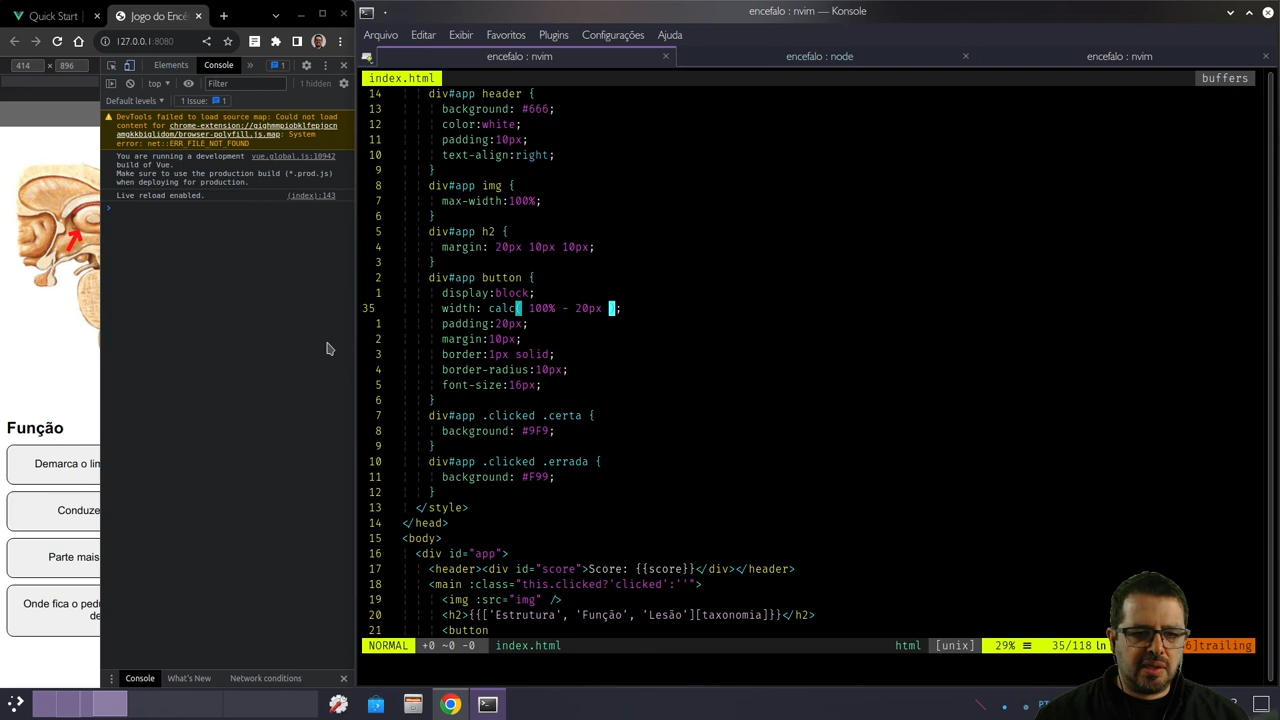 Quick Start |
Jogo do Encé
127.0.0.1:8080
414
896
Elements
Console
1
top
Filter
1 hidden
Default levels
1 Issue:
1
DevTools failed to load source map: Could not load
content for
System
error: net::ERR_FILE_NOT_FOUND
You are running a development vue.global.js:10942
build of Vue.
Make sure to use the production build (*.prod.js)
when deploying for production.
Live reload enabled. (index):143
>
Função
Demarca o lin
Conduze
Parte mais
Onde fica o pedu
de
Console
What's New
Network conditions
encefalo : nvim — Konsole
Arquivo Editar Exibir Favoritos Plugins Configurações Ajuda
encefalo : nvim
encefalo : node
encefalo : nvim
index.html
buffers
14 div#app header {
13 background: #666;
12 color:white;
11 padding:10px;
10 text-align:right;
9 }
8 div#app img {
7 max-width:100%;
6 }
5 div#app h2 {
4 margin: 20px 10px 10px;
3 }
2 div#app button {
1 display:block;
35 width: calc( 100% - 20px );
1 padding:20px;
2 margin:10px;
3 border:1px solid;
4 border-radius:10px;
5 font-size:16px;
6 }
7 div#app .clicked .certa {
8 background: #9F9;
9 }
10 div#app .clicked .errada {
11 background: #F99;
12 }
13 </style>
14 </head>
15 <body>
16 <div id="app">
17 <header><div id="score">Score: {{score}}</div></header>
18 <main :class="this.clicked?'clicked':''">
19 <img :src="img" />
20 <h2>{{['Estrutura', 'Função', 'Lesão'][taxonomia]}}</h2>
21 <button
NORMAL +0 ~0 -0 index.html html [unix] 29% ≡ 35/118 ln 6]trailing